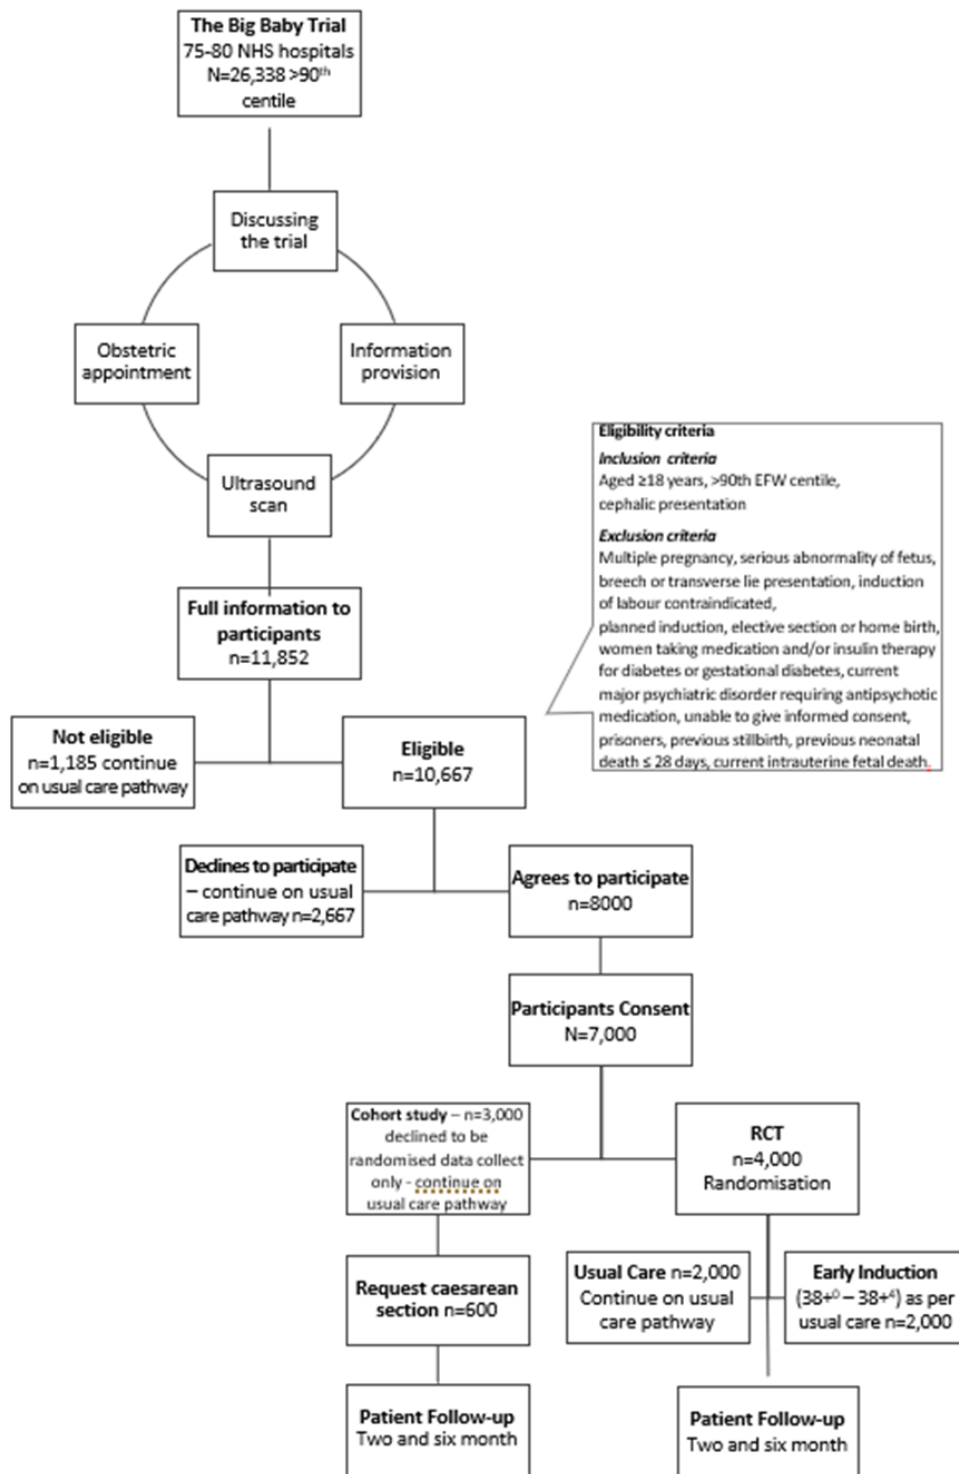 The Big Baby Trial
75-80 NHS hospitals
N=26,338 >90th
centile
Discussing
the trial
Obstetric
appointment
Information
provision
Ultrasound
scan
Full information to
participants
n=11,852
Eligibility criteria
Inclusion criteria
Aged ≥18 years, >90th EFW centile,
cephalic presentation
Exclusion criteria
Multiple pregnancy, serious abnormality of fetus,
breech or transverse lie presentation, induction
of labour contraindicated,
planned induction, elective section or home birth,
women taking medication and/or insulin therapy
for diabetes or gestational diabetes, current
major psychiatric disorder requiring antipsychotic
medication, unable to give informed consent,
prisoners, previous stillbirth, previous neonatal
death ≤ 28 days, current intrauterine fetal death.
Not eligible
n=1,185 continue
on usual care pathway
Eligible
n=10,667
Declines to participate
– continue on usual
care pathway n=2,667
Agrees to participate
n=8000
Participants Consent
N=7,000
Cohort study – n=3,000
declined to be
randomised data collect
only - continue on
usual care pathway
RCT
n=4,000
Randomisation
Request caesarean
section n=600
Usual Care n=2,000
Continue on usual
care pathway
Early Induction
(38+0 – 38+4) as per
usual care n=2,000
Patient Follow-up
Two and six month
Patient Follow-up
Two and six month